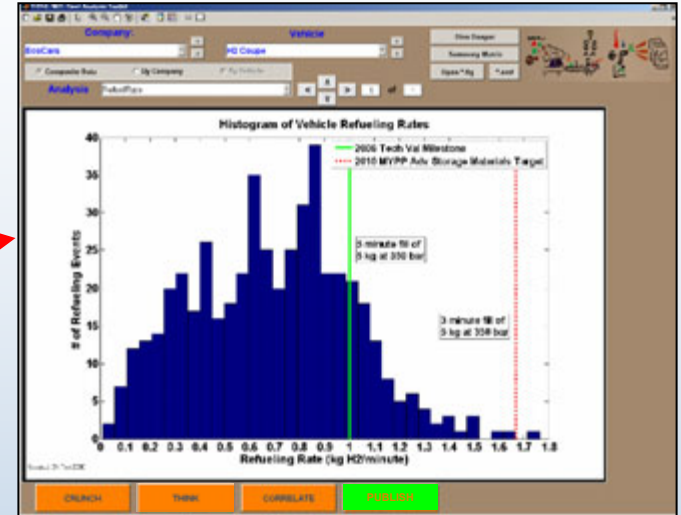 Company:
Vehicle
EcoCars
H2 Coupe
View Images
Summary Matrix
Composite Data
By Company
By Vehicle
Analysis
of
Histogram of Vehicle Refueling Rates
2006 Tech Val Milestone
2010 MYPP Adv Storage Materials Target
5 minute fill of
5 kg at 350 bar
3 minute fill of
5 kg at 350 bar
# of Refueling Events
40
35
30
25
20
15
10
5
0
0 0.1 0.2 0.3 0.4 0.5 0.6 0.7 0.8 0.9 1 1.1 1.2 1.3 1.4 1.5 1.6 1.7 1.8
Refueling Rate (kg H2/minute)
CRUNCH
THINK
CORRELATE
PUBLISH